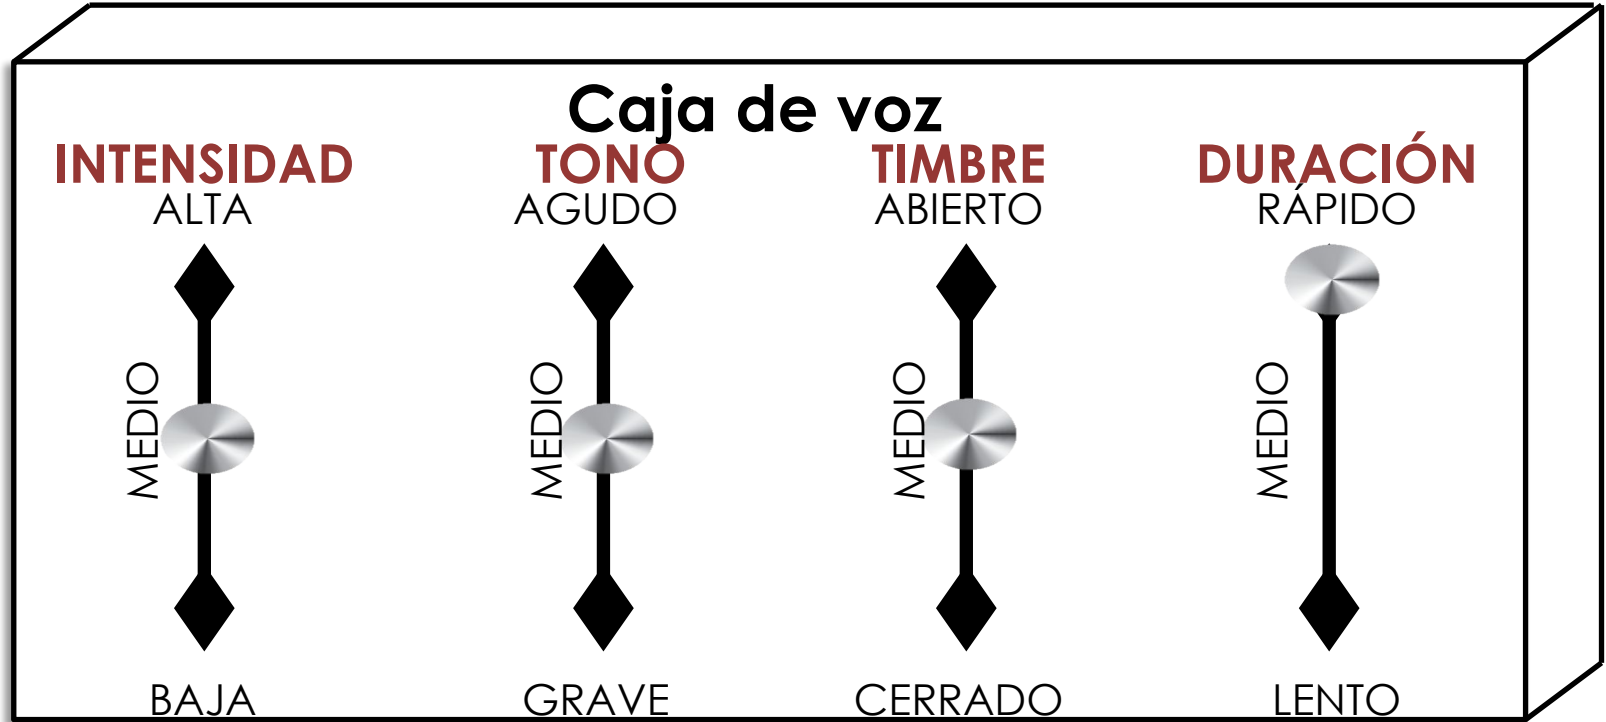 Caja de voz
INTENSIDAD TONO TIMBRE DURACIÓN
ALTA AGUDO ABIERTO RÁPIDO
MEDIO MEDIO MEDIO MEDIO
BAJA GRAVE CERRADO LENTO